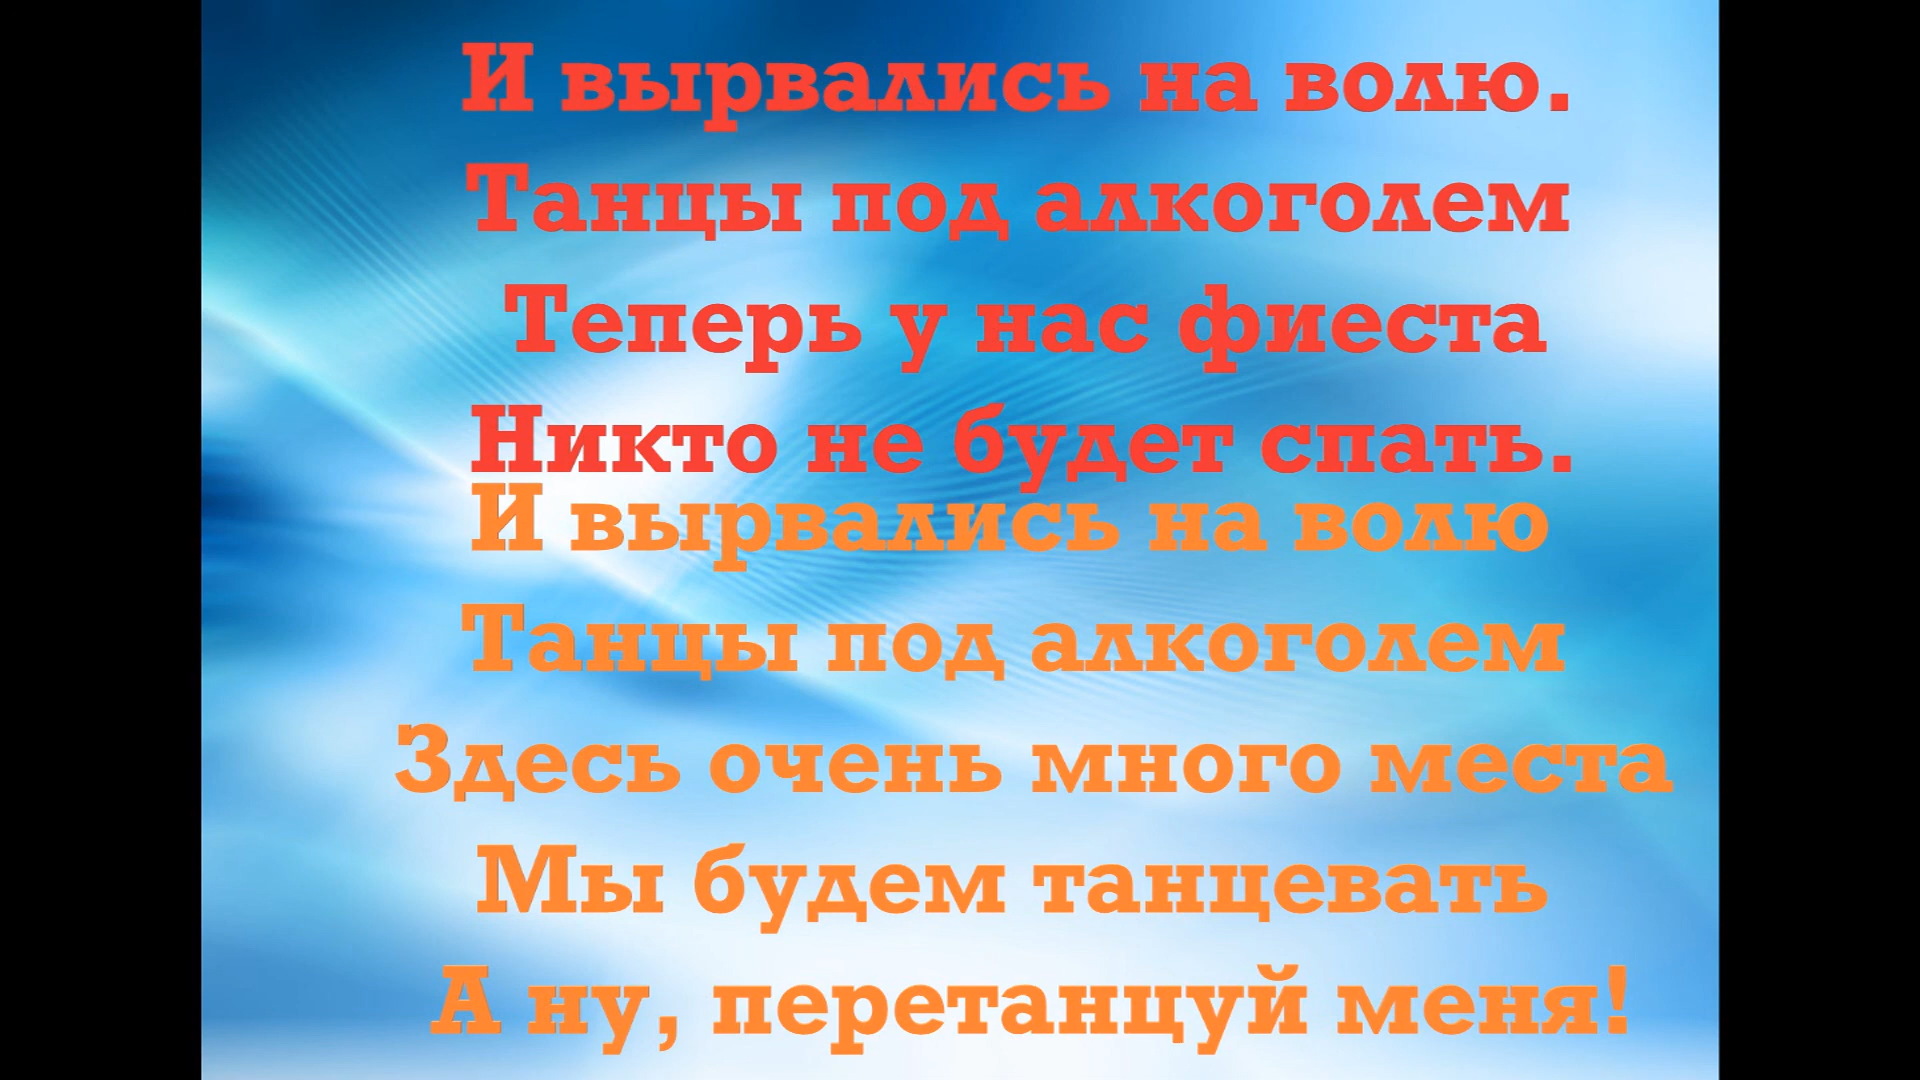 И вырвались на волю.
Танцы под алкоголем
Теперь у нас фиеста
Никто не будет спать.
И вырвались на волю
Танцы под алкоголем
Здесь очень много места
Мы будем танцевать
А ну, перетанцуй меня!